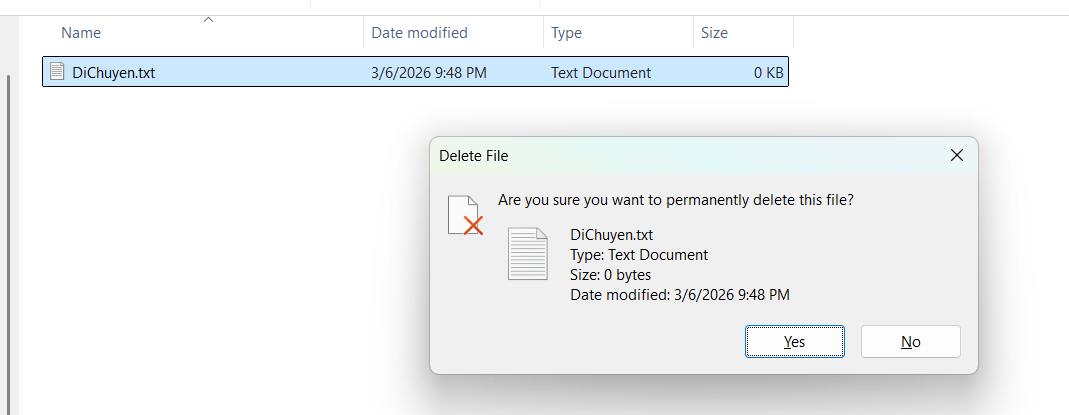 Name Date modified Type Size
DiChuyen.txt 3/6/2026 9:48 PM Text Document 0 KB
Delete File
Are you sure you want to permanently delete this file?
DiChuyen.txt
Type: Text Document
Size: 0 bytes
Date modified: 3/6/2026 9:48 PM
Yes No